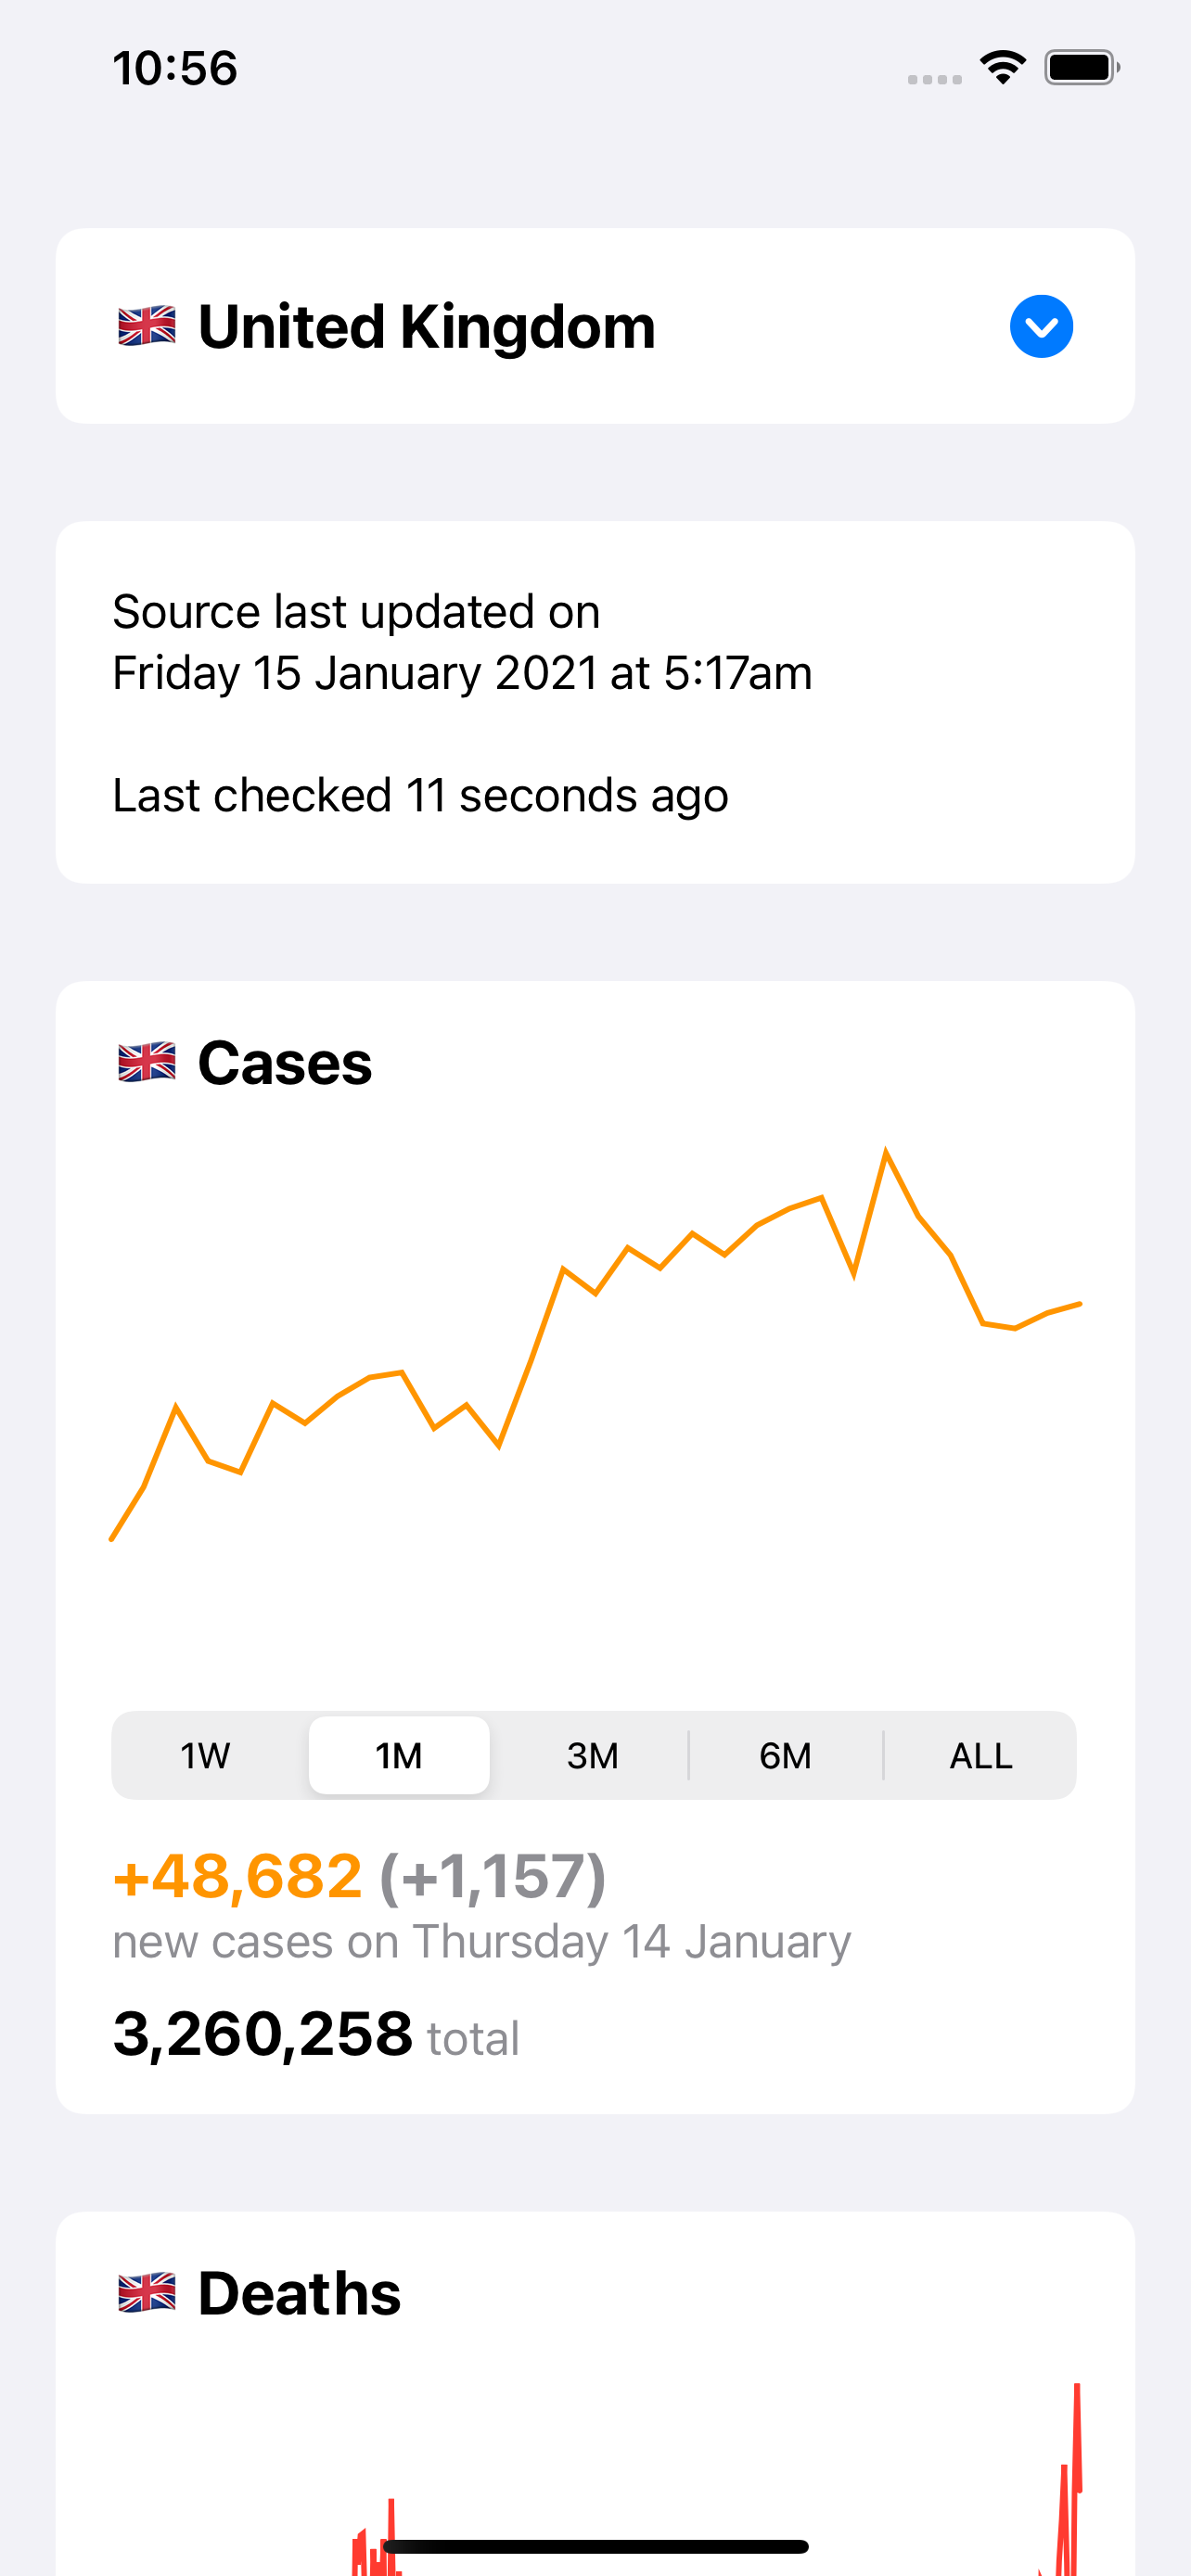 10:56
United Kingdom
Source last updated on
Friday 15 January 2021 at 5:17am
Last checked 11 seconds ago
Cases
1W 1M 3M 6M ALL
+48,682 (+1,157)
new cases on Thursday 14 January
3,260,258 total
Deaths